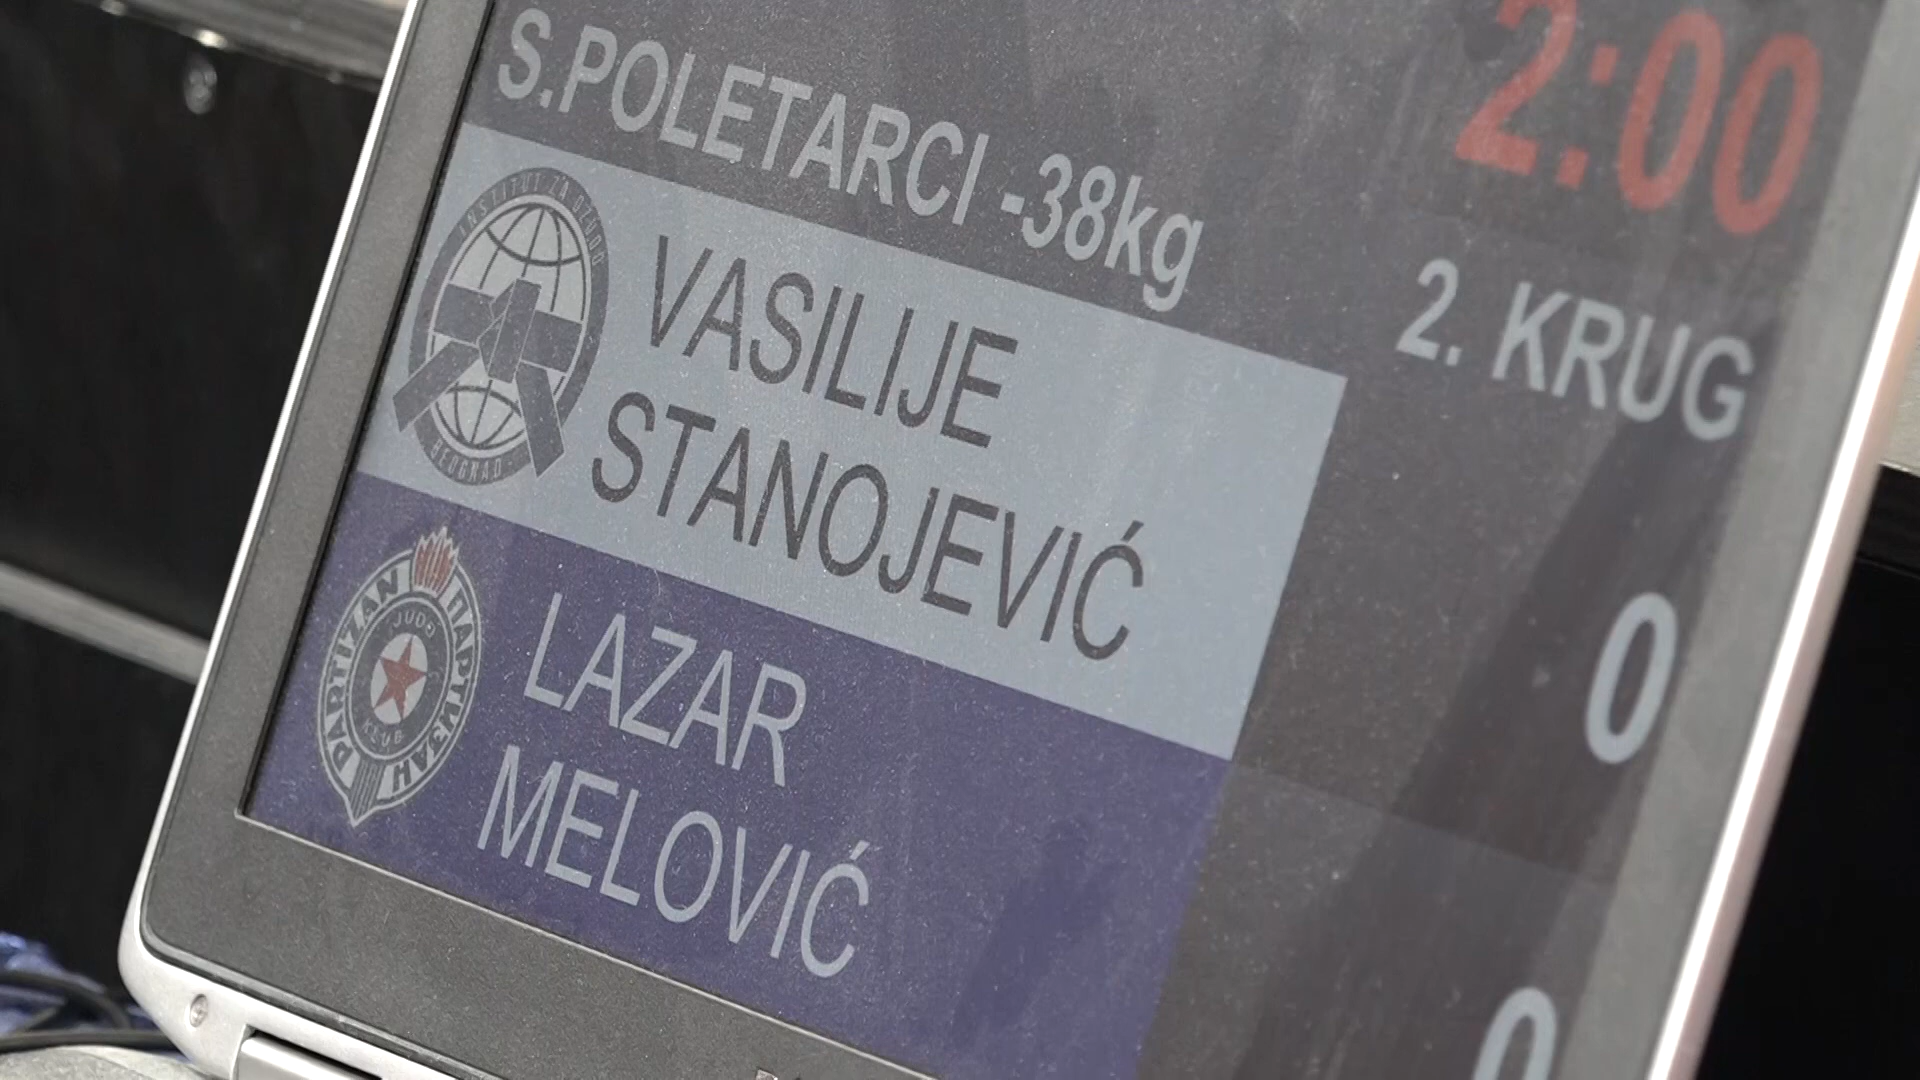 2:00
S.POLETARCI -38kg
2. KRUG
INSTITUT ZA DŽUDO
BEOGRAD
VASILIJE
STANOJEVIĆ
0
PARTIZAN ПАРТИЗАН
JUDO
KLUB
LAZAR
MELOVIĆ
0